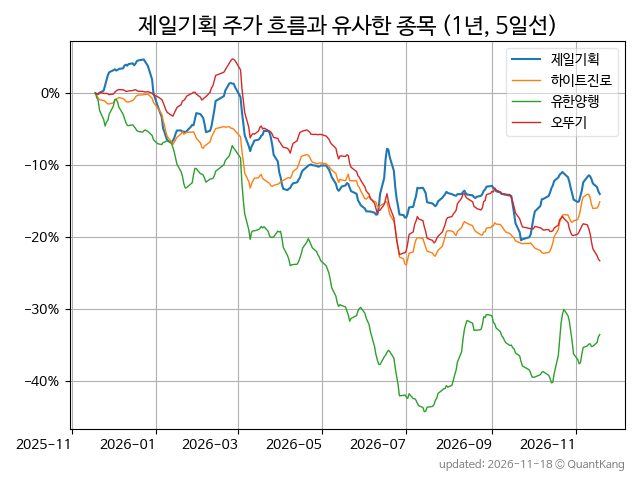 제일기획 주가 흐름과 유사한 종목 (1년, 5일선)
제일기획
하이트진로
유한양행
오뚜기
0%
−10%
−20%
−30%
−40%
2025-11
2026-01
2026-03
2026-05
2026-07
2026-09
2026-11
updated: 2026-11-18 © QuantKang